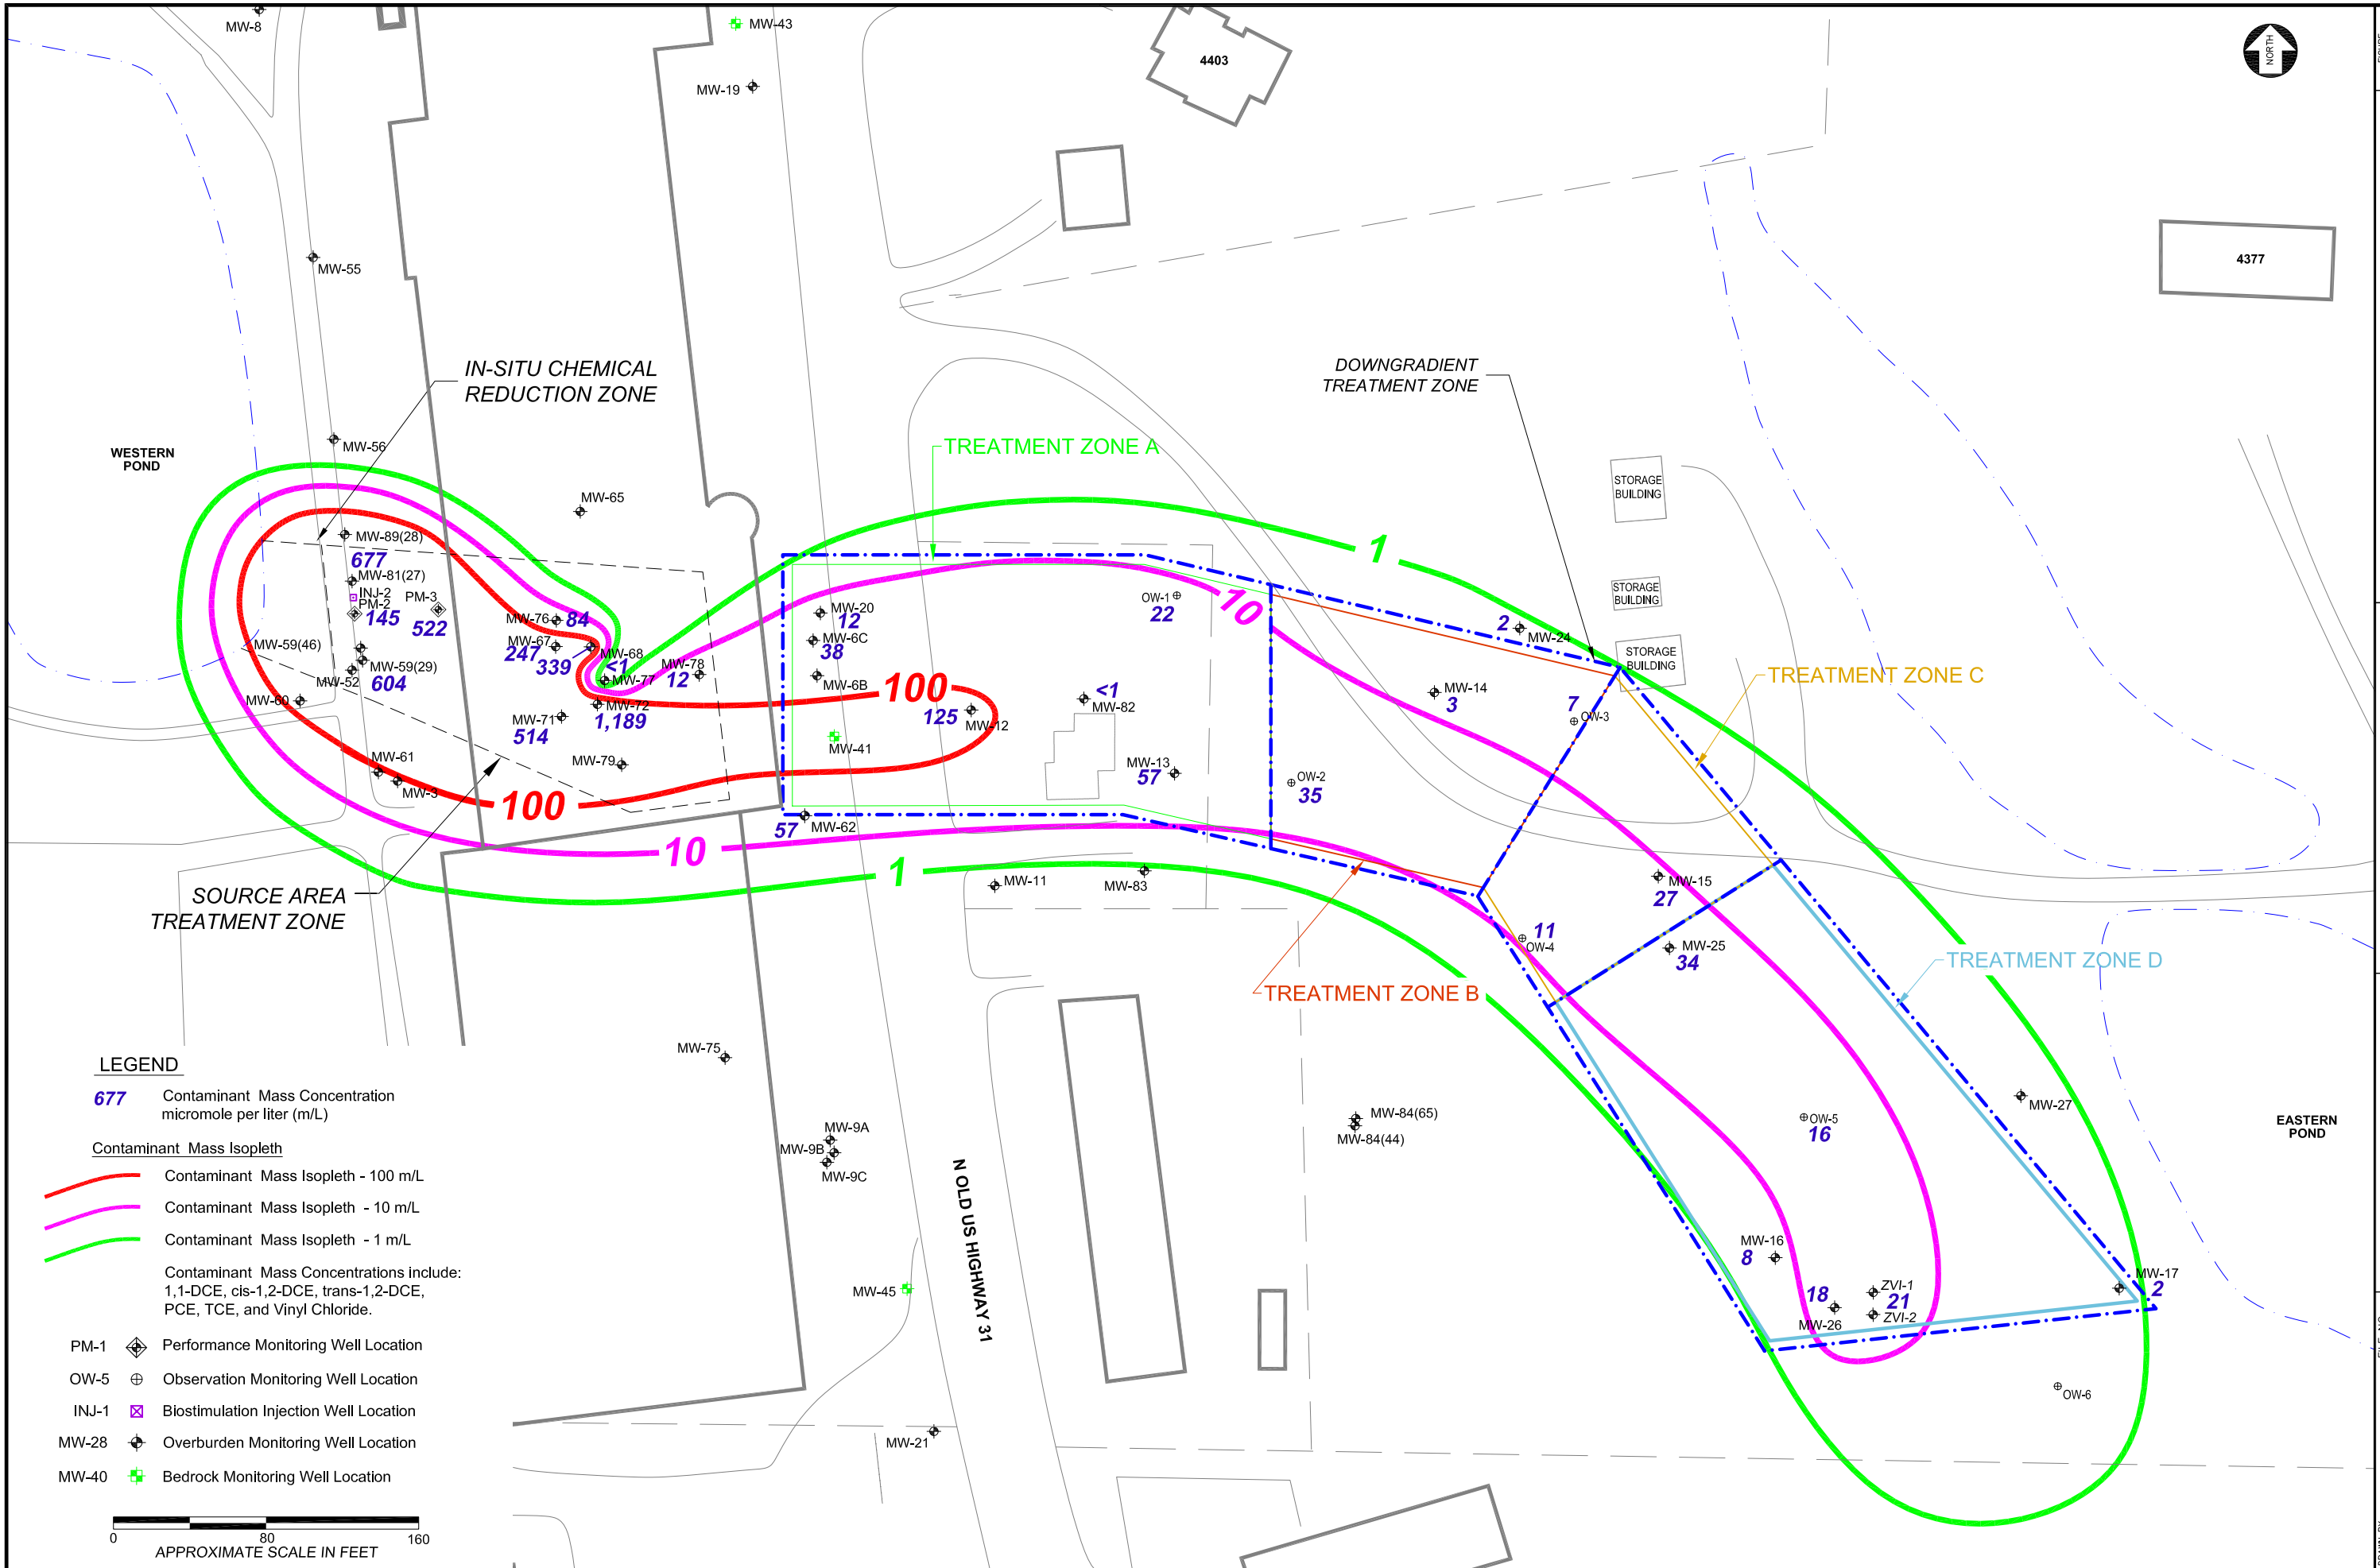 MW-8
MW-43
MW-19
4403
NORTH
MW-55
4377
IN-SITU CHEMICAL
REDUCTION ZONE
DOWNGRADIENT
TREATMENT ZONE
MW-56
WESTERN
POND
TREATMENT ZONE A
STORAGE
BUILDING
MW-65
MW-89(28)
1
677
MW-81(27)
INJ-2
PM-2
145
PM-3
522
MW-76
84
MW-67
247
339
MW-68
<1
MW-77
MW-78
12
MW-20
12
MW-6C
38
MW-6B
OW-1
22
10
STORAGE
BUILDING
2
MW-24
STORAGE
BUILDING
TREATMENT ZONE C
MW-59(46)
MW-59(29)
MW-52
604
MW-60
MW-71
514
MW-72
1,189
100
125
MW-12
<1
MW-82
MW-14
3
7
OW-3
MW-41
MW-79
MW-61
MW-3
MW-13
57
OW-2
35
100
57
MW-62
10
1
MW-11
MW-83
MW-15
27
SOURCE AREA
TREATMENT ZONE
11
OW-4
MW-25
34
TREATMENT ZONE D
TREATMENT ZONE B
MW-75
MW-27
MW-84(65)
MW-84(44)
OW-5
16
EASTERN
POND
MW-9A
MW-9B
MW-9C
N OLD US HIGHWAY 31
MW-16
8
MW-45
18
MW-26
ZVI-1
21
ZVI-2
MW-17
2
OW-6
MW-21
LEGEND
677 Contaminant Mass Concentration
micromole per liter (m/L)
Contaminant Mass Isopleth
Contaminant Mass Isopleth - 100 m/L
Contaminant Mass Isopleth - 10 m/L
Contaminant Mass Isopleth - 1 m/L
Contaminant Mass Concentrations include:
1,1-DCE, cis-1,2-DCE, trans-1,2-DCE,
PCE, TCE, and Vinyl Chloride.
PM-1 Performance Monitoring Well Location
OW-5 Observation Monitoring Well Location
INJ-1 Biostimulation Injection Well Location
MW-28 Overburden Monitoring Well Location
MW-40 Bedrock Monitoring Well Location
0 80 160
APPROXIMATE SCALE IN FEET